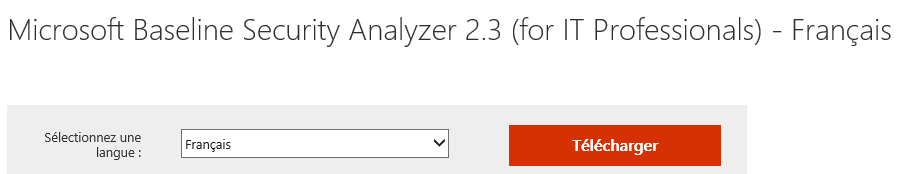 Microsoft Baseline Security Analyzer 2.3 (for IT Professionals) - Français
Sélectionnez une
langue :
Français
Télécharger